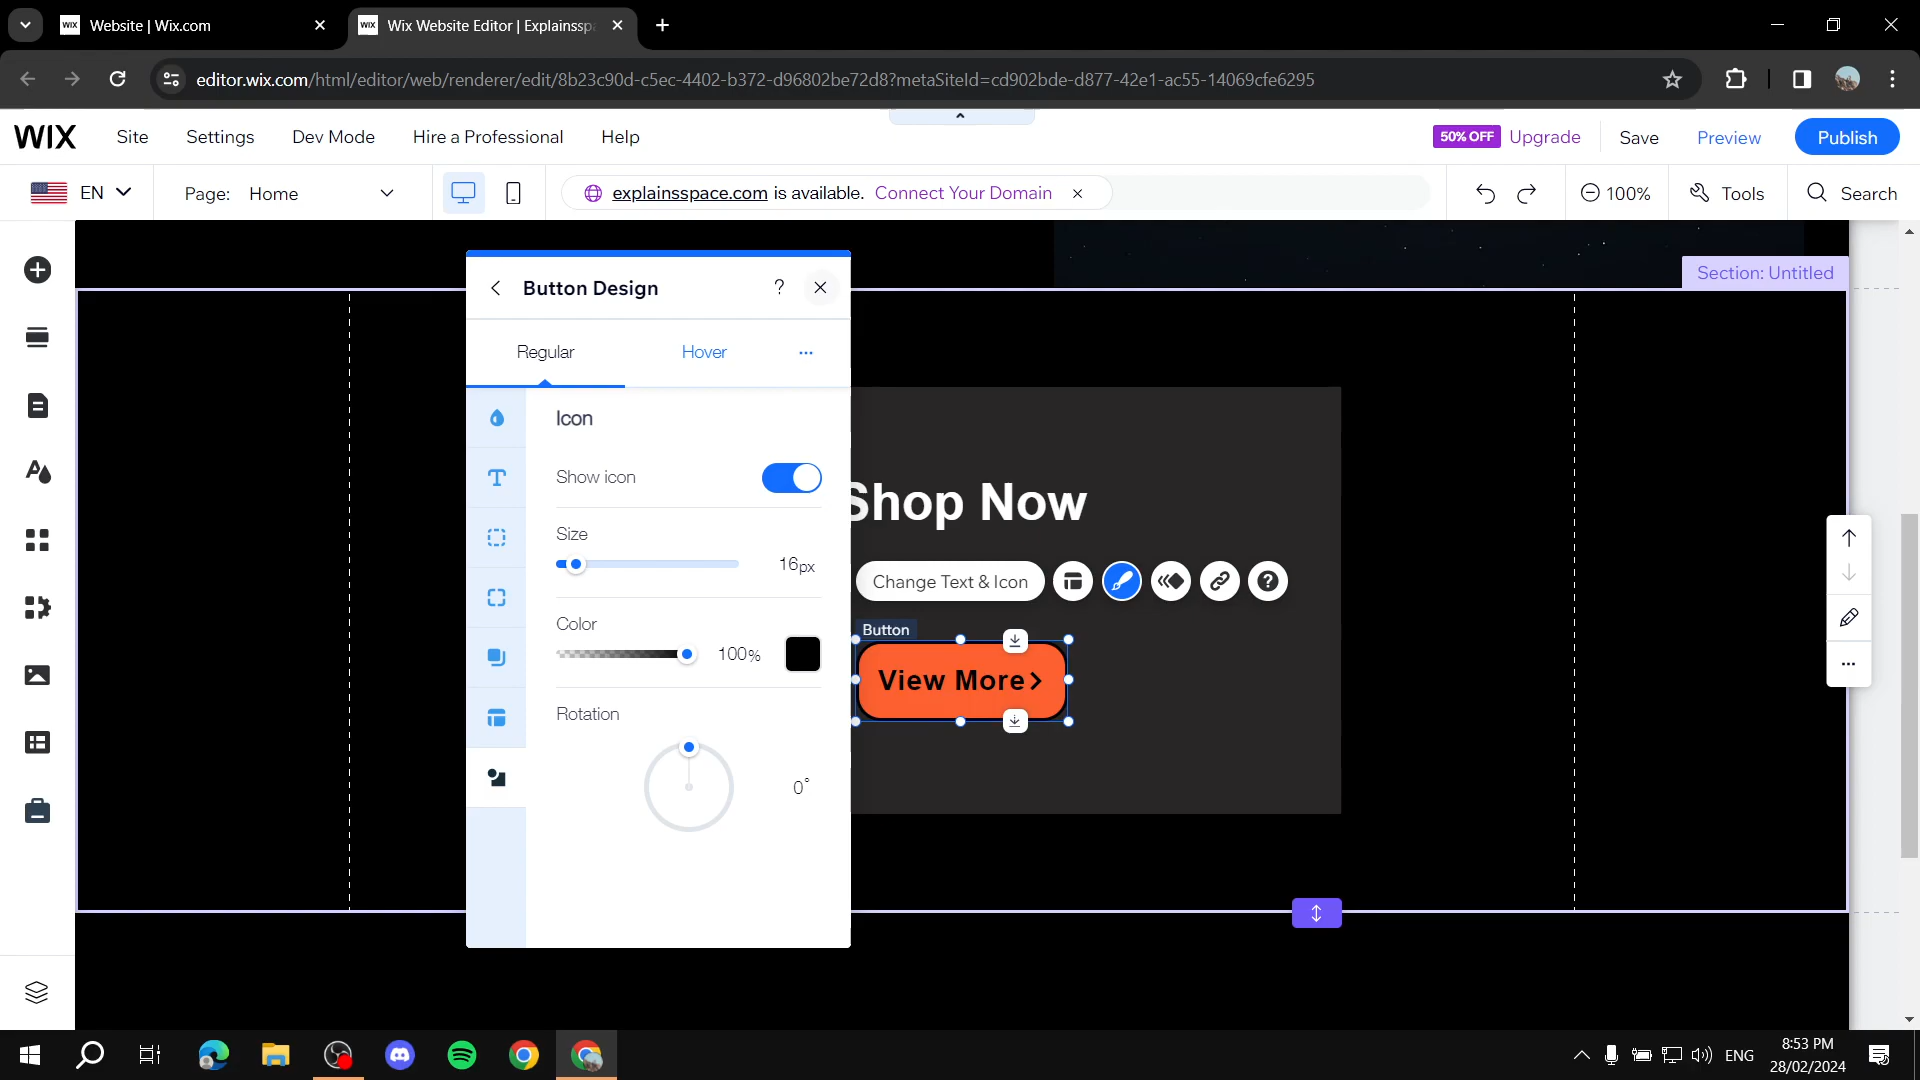 Website | Wix.com
Wix Website Editor | Explainssp
editor.wix.com/html/editor/web/renderer/edit/8b23c90d-c5ec-4402-b372-d96802be72d8?metaSiteId=cd902bde-d877-42e1-ac55-14069cfe6295
WIX Site Settings Dev Mode Hire a Professional Help 50% OFF Upgrade Save Preview Publish
EN Page: Home explainsspace.com is available. Connect Your Domain 100% Tools Search
Section: Untitled
Button Design ?
Regular Hover ...
Icon
Show icon
Size
16px
Color
100%
Rotation
0°
Shop Now
Change Text & Icon
Button
View More
8:53 PM
ENG
28/02/2024